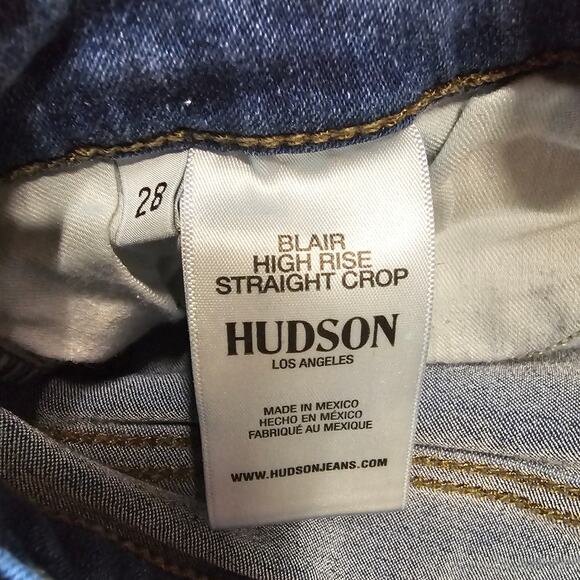 28
BLAIR
HIGH RISE
STRAIGHT CROP
HUDSON
LOS ANGELES
MADE IN MEXICO
HECHO EN MÉXICO
FABRIQUÉ AU MEXIQUE
WWW.HUDSONJEANS.COM